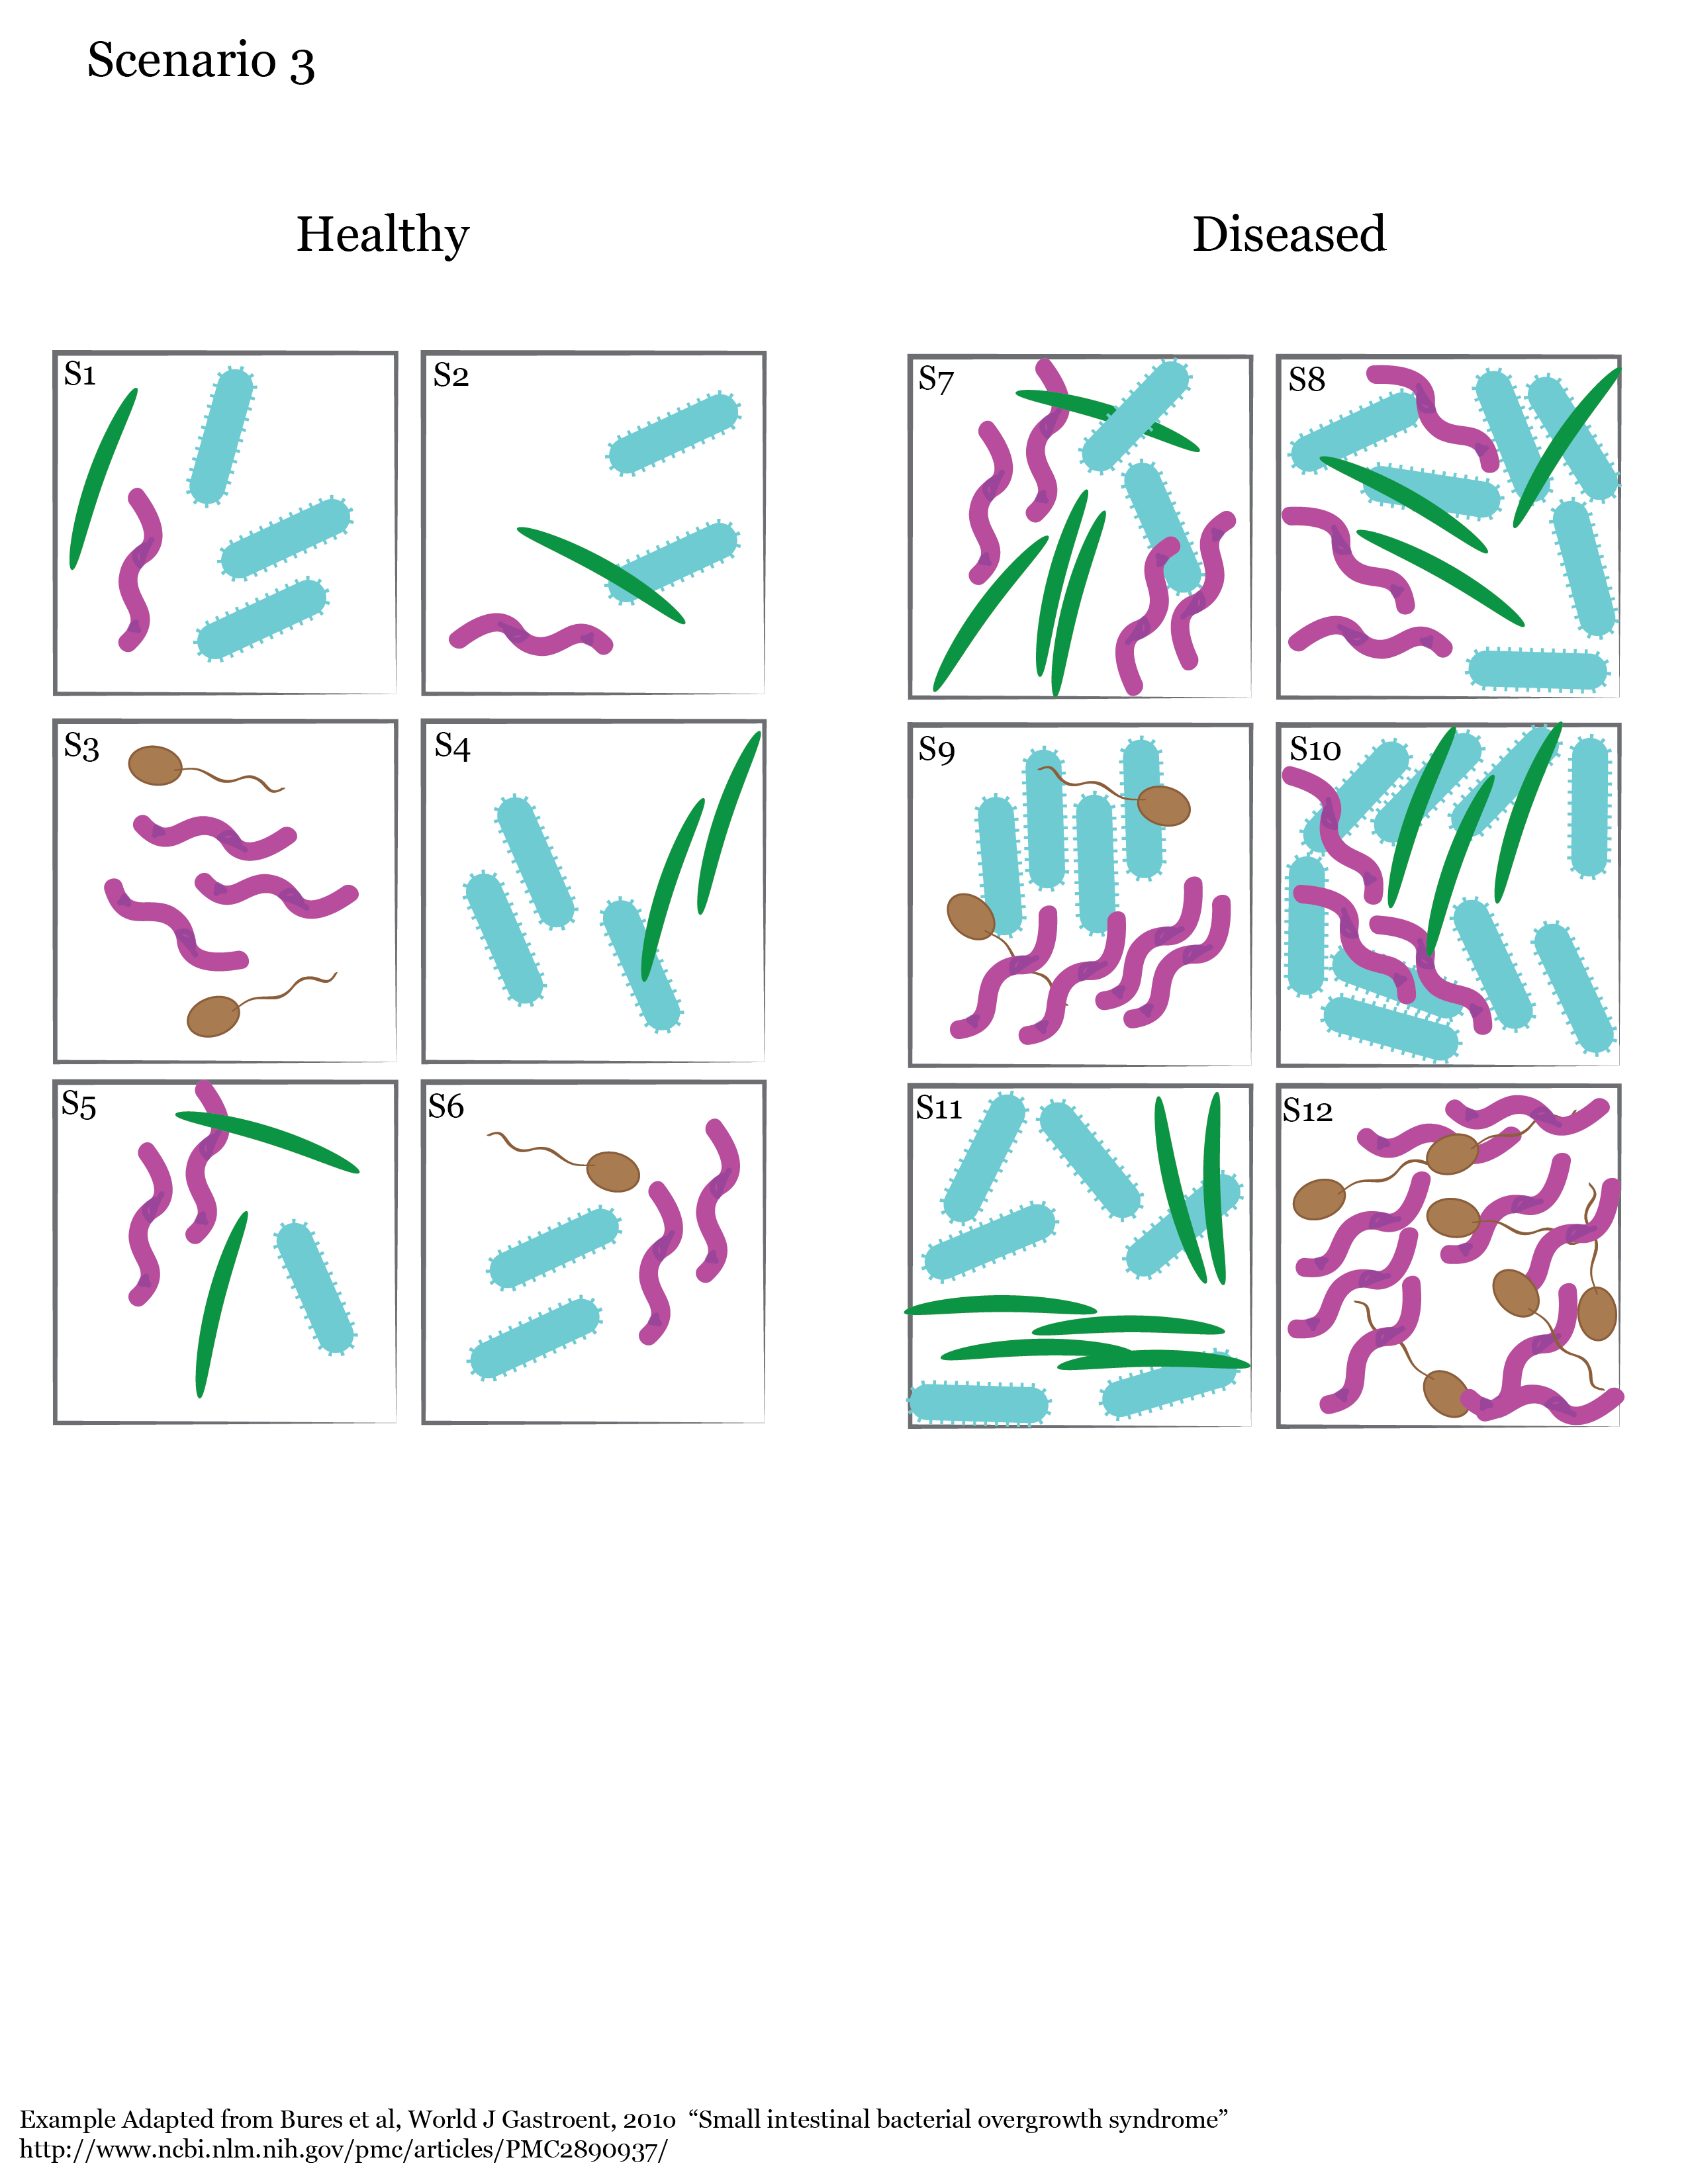 Scenario 3
Healthy
Diseased
S1
S2
S7
S8
S3
S4
S9
S10
S5
S6
S11
S12
Example Adapted from Bures et al, World J Gastroent, 2010 “Small intestinal bacterial overgrowth syndrome”
http://www.ncbi.nlm.nih.gov/pmc/articles/PMC2890937/